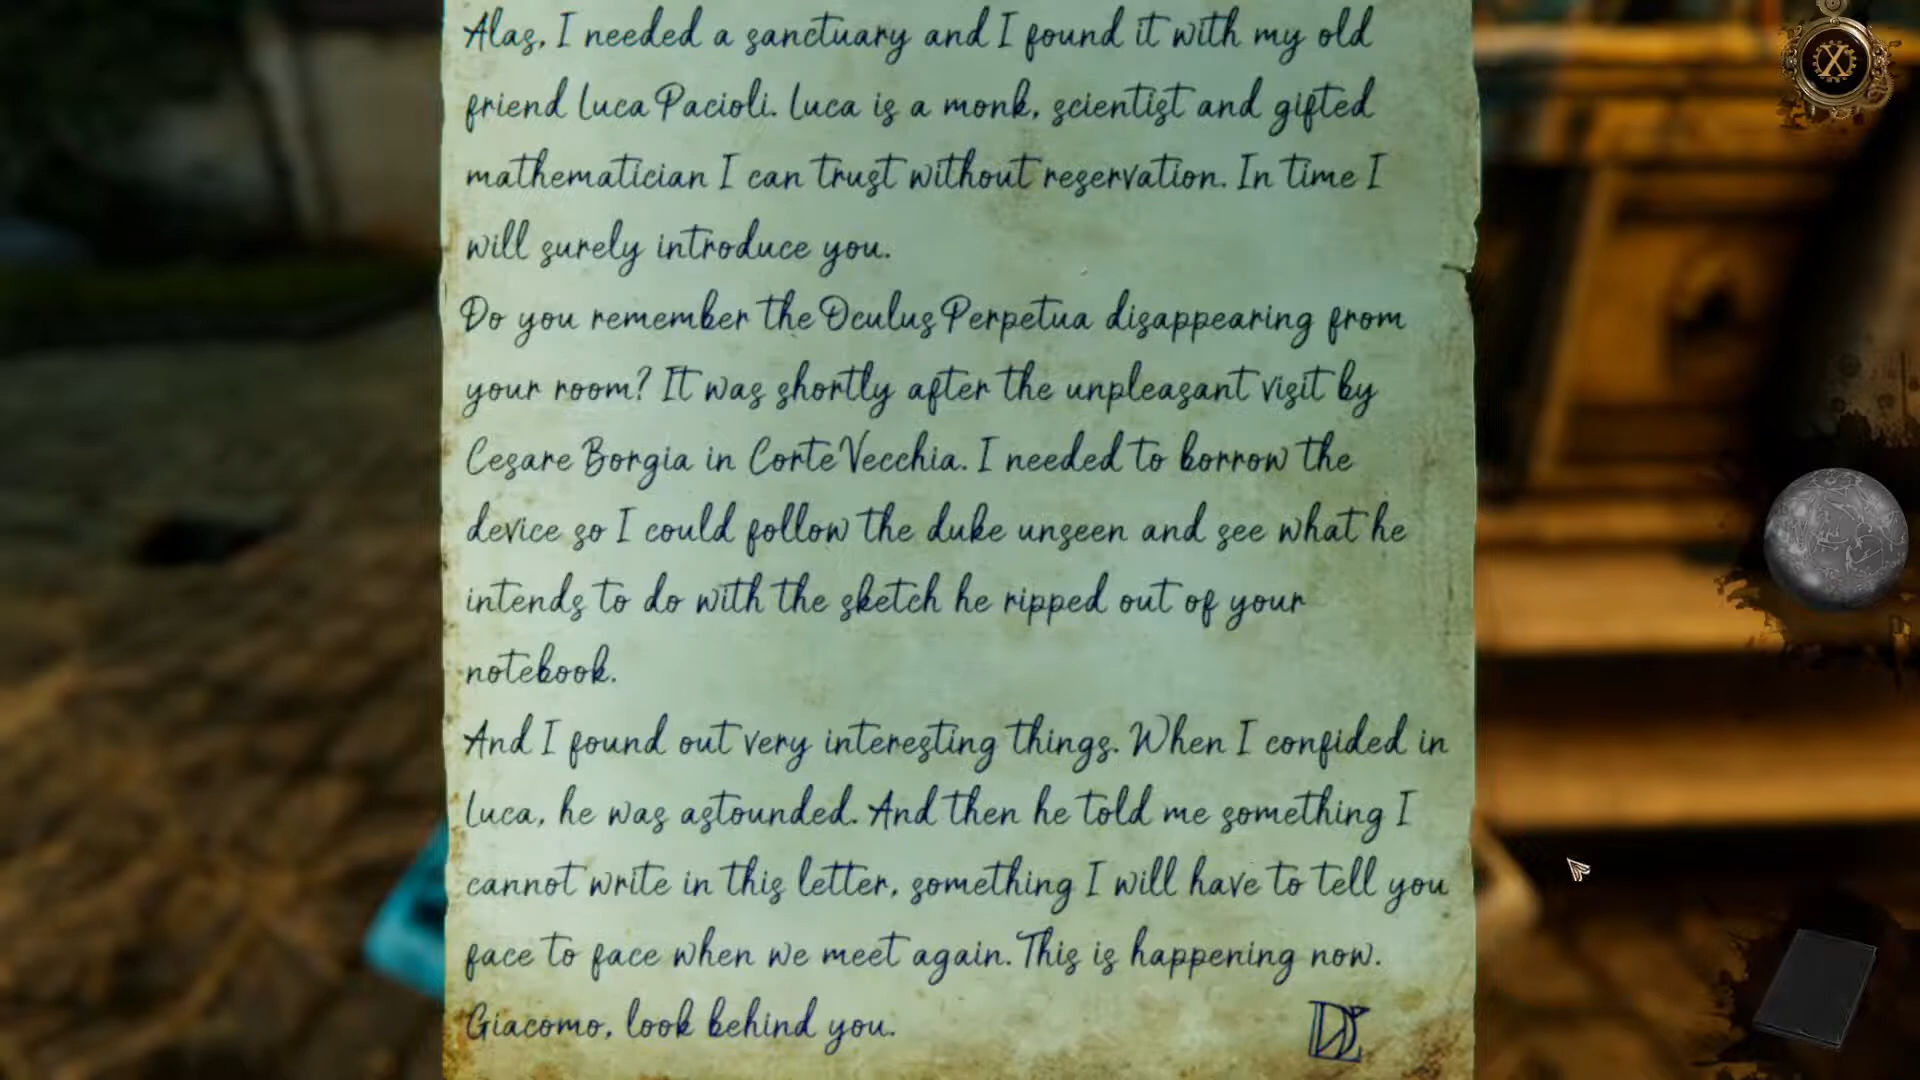 Alas, I needed a sanctuary and I found it with my old
friend Luca Pacioli. Luca is a monk, scientist and gifted
mathematician I can trust without reservation. In time I
will surely introduce you.
Do you remember the Oculus Perpetua disappearing from
your room? It was shortly after the unpleasant visit by
Cesare Borgia in Corte Vecchia. I needed to borrow the
device so I could follow the duke unseen and see what he
intends to do with the sketch he ripped out of your
notebook.
And I found out very interesting things. When I confided in
Luca, he was astounded. And then he told me something I
cannot write in this letter, something I will have to tell you
face to face when we meet again. This is happening now.
Giacomo, look behind you.